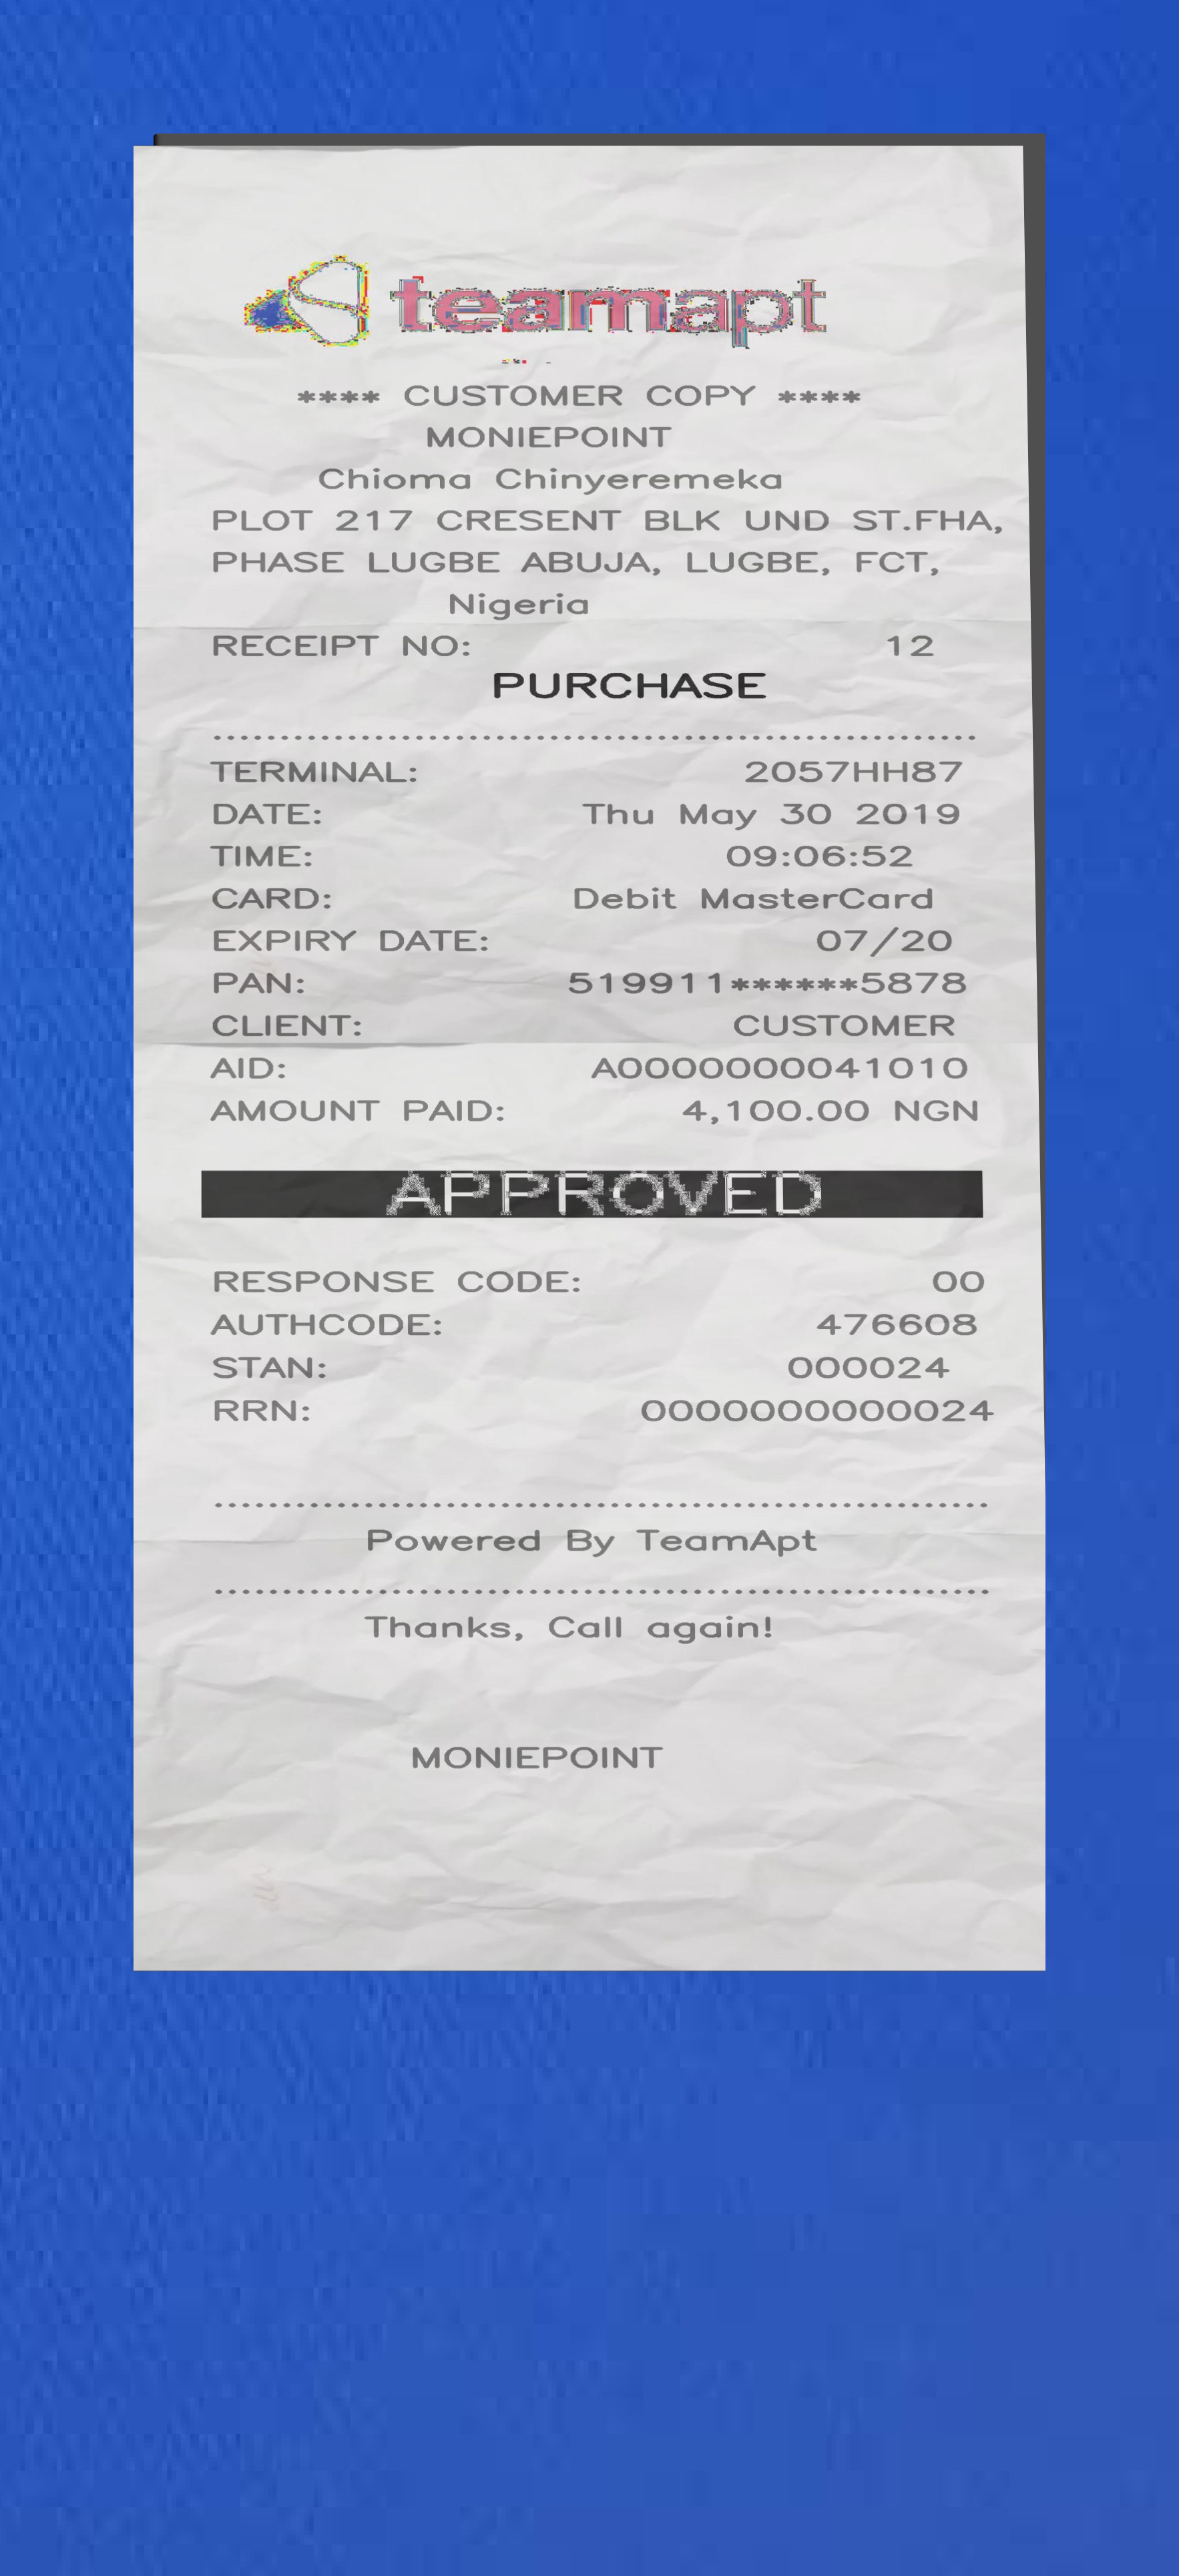 teamapt
**** CUSTOMER COPY ****
MONIEPOINT
Chioma Chinyeremeka
PLOT 217 CRESENT BLK UND ST.FHA,
PHASE LUGBE ABUJA, LUGBE, FCT,
Nigeria
RECEIPT NO: 12
PURCHASE
TERMINAL: 2057HH87
DATE: Thu May 30 2019
TIME: 09:06:52
CARD: Debit MasterCard
EXPIRY DATE: 07/20
PAN: 519911******5878
CLIENT: CUSTOMER
AID: A0000000041010
AMOUNT PAID: 4,100.00 NGN
APPROVED
RESPONSE CODE: 00
AUTHCODE: 476608
STAN: 000024
RRN: 0000000000024
Powered By TeamApt
Thanks, Call again!
MONIEPOINT